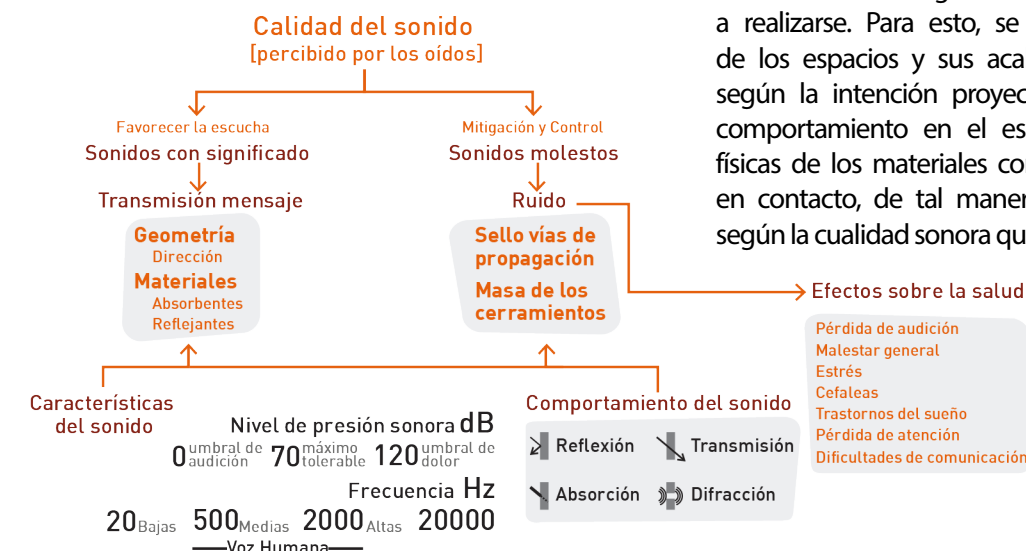 Calidad del sonido
[percibido por los oídos]
Favorecer la escucha
Sonidos con significado
Transmisión mensaje
Geometría
Dirección
Materiales
Absorbentes
Reflejantes
Mitigación y Control
Sonidos molestos
Ruido
Sello vías de
propagación
Masa de los
cerramientos
a realizarse. Para esto, se
de los espacios y sus aca
según la intención proyec
comportamiento en el es
físicas de los materiales co
en contacto, de tal maner
según la cualidad sonora qu
Efectos sobre la salud
Pérdida de audición
Malestar general
Estrés
Cefaleas
Trastornos del sueño
Pérdida de atención
Dificultades de comunicación
Características
del sonido
Nivel de presión sonora dB
0 umbral de audición 70 máximo tolerable 120 umbral de dolor
Frecuencia Hz
20 Bajas 500 Medias 2000 Altas 20000
Voz Humana
Comportamiento del sonido
Reflexión Transmisión
Absorción Difracción